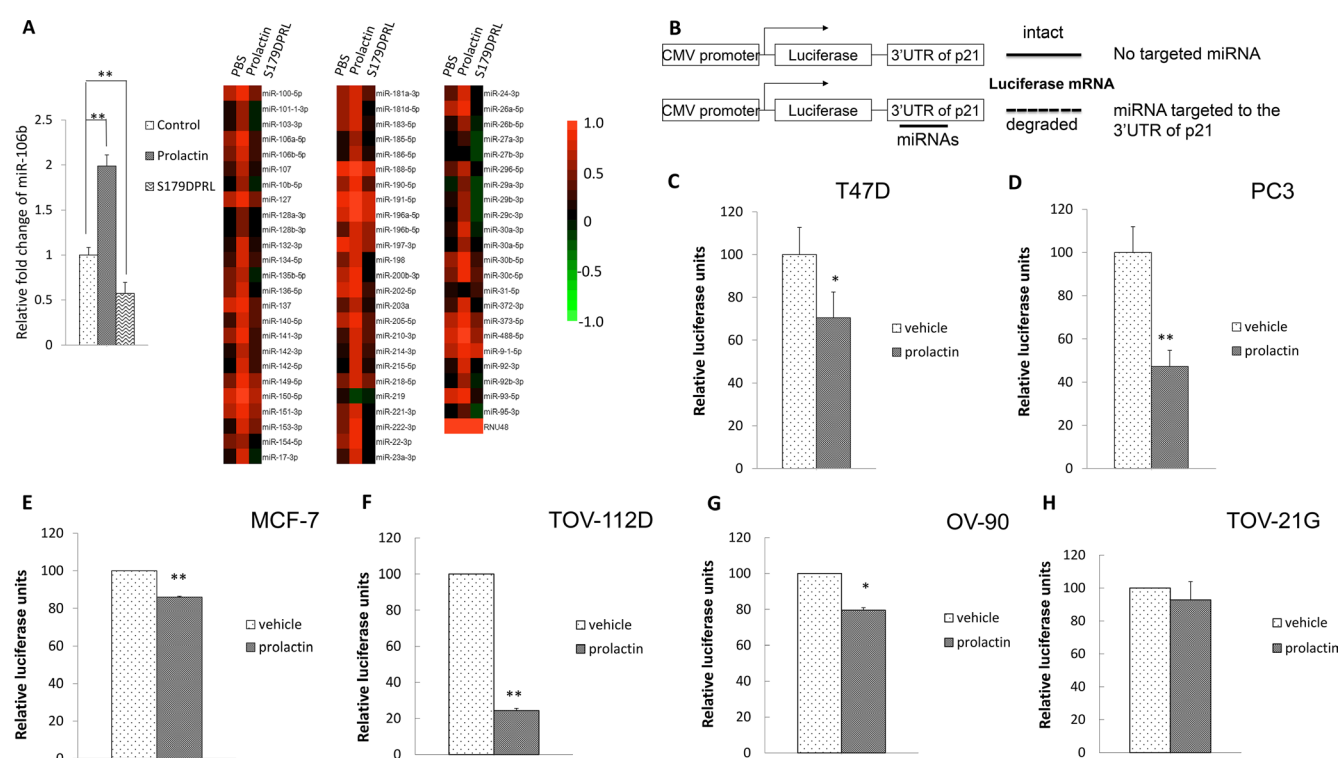 A
PBS
Prolactin
S179DPRL
PBS
Prolactin
S179DPRL
PBS
Prolactin
S179DPRL
Relative fold change of miR-106b
2.5
2
1.5
1
0.5
0
**
**
Control
Prolactin
S179DPRL
miR-100-5p
miR-101-1-3p
miR-103-3p
miR-106a-5p
miR-106b-5p
miR-107
miR-10b-5p
miR-127
miR-128a-3p
miR-128b-3p
miR-132-3p
miR-134-5p
miR-135b-5p
miR-136-5p
miR-137
miR-140-5p
miR-141-3p
miR-142-3p
miR-142-5p
miR-149-5p
miR-150-5p
miR-151-3p
miR-153-3p
miR-154-5p
miR-17-3p
miR-181a-3p
miR-181d-5p
miR-183-5p
miR-185-5p
miR-186-5p
miR-188-5p
miR-190-5p
miR-191-5p
miR-196a-5p
miR-196b-5p
miR-197-3p
miR-198
miR-200b-3p
miR-202-5p
miR-203a
miR-205-5p
miR-210-3p
miR-214-3p
miR-215-5p
miR-218-5p
miR-219
miR-221-3p
miR-222-3p
miR-22-3p
miR-23a-3p
miR-24-3p
miR-26a-5p
miR-26b-5p
miR-27a-3p
miR-27b-3p
miR-296-5p
miR-29a-3p
miR-29b-3p
miR-29c-3p
miR-30a-3p
miR-30a-5p
miR-30b-5p
miR-30c-5p
miR-31-5p
miR-372-3p
miR-373-5p
miR-488-5p
miR-9-1-5p
miR-92-3p
miR-92b-3p
miR-93-5p
miR-95-3p
RNU48
1.0
0.5
0
-0.5
-1.0
B
CMV promoter
Luciferase
3'UTR of p21
intact
No targeted miRNA
Luciferase mRNA
CMV promoter
Luciferase
3'UTR of p21
miRNAs
degraded
miRNA targeted to the
3'UTR of p21
C
T47D
Relative luciferase units
120
100
80
60
40
20
0
*
vehicle
prolactin
D
PC3
Relative luciferase units
120
100
80
60
40
20
0
**
vehicle
prolactin
E
MCF-7
Relative luciferase units
120
100
80
60
40
20
0
**
vehicle
prolactin
F
TOV-112D
Relative luciferase units
120
100
80
60
40
20
0
**
vehicle
prolactin
G
OV-90
Relative luciferase units
120
100
80
60
40
20
0
*
vehicle
prolactin
H
TOV-21G
Relative luciferase units
120
100
80
60
40
20
0
vehicle
prolactin